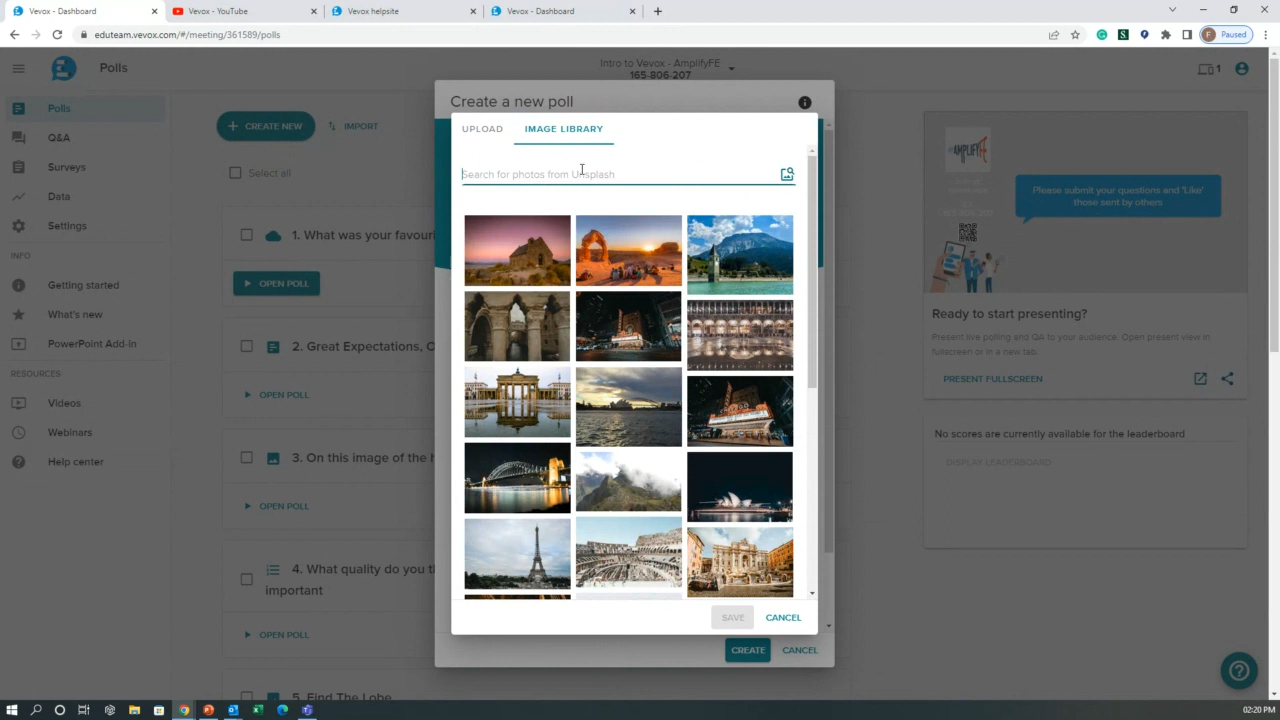 Vevox - Dashboard
Vevox - YouTube
Vevox helpsite
Vevox - Dashboard
eduteam.vevox.com/#/meeting/361589/polls
F Paused
Polls
Intro to Vevox - AmplifyFE
165-806-207
1
Polls
Q&A
Surveys
Data
Settings
INFO
Getting started
What's new
PowerPoint Add-In
RESOURCES
Videos
Webinars
Help center
CREATE NEW
IMPORT
Select all
1. What was your favouri
OPEN POLL
2. Great Expectations, O
OPEN POLL
3. On this image of the h
OPEN POLL
4. What quality do you t
important
OPEN POLL
5. Find The Lobe
Create a new poll
UPLOAD
IMAGE LIBRARY
Search for photos from Unsplash
SAVE
CANCEL
CREATE
CANCEL
AMPLIFYFE
Please submit your questions and 'Like'
those sent by others
Ready to start presenting?
Present live polling and QA to your audience. Open present view in
fullscreen or in a new tab.
PRESENT FULLSCREEN
No scores are currently available for the leaderboard
DISPLAY LEADERBOARD
02:20 PM